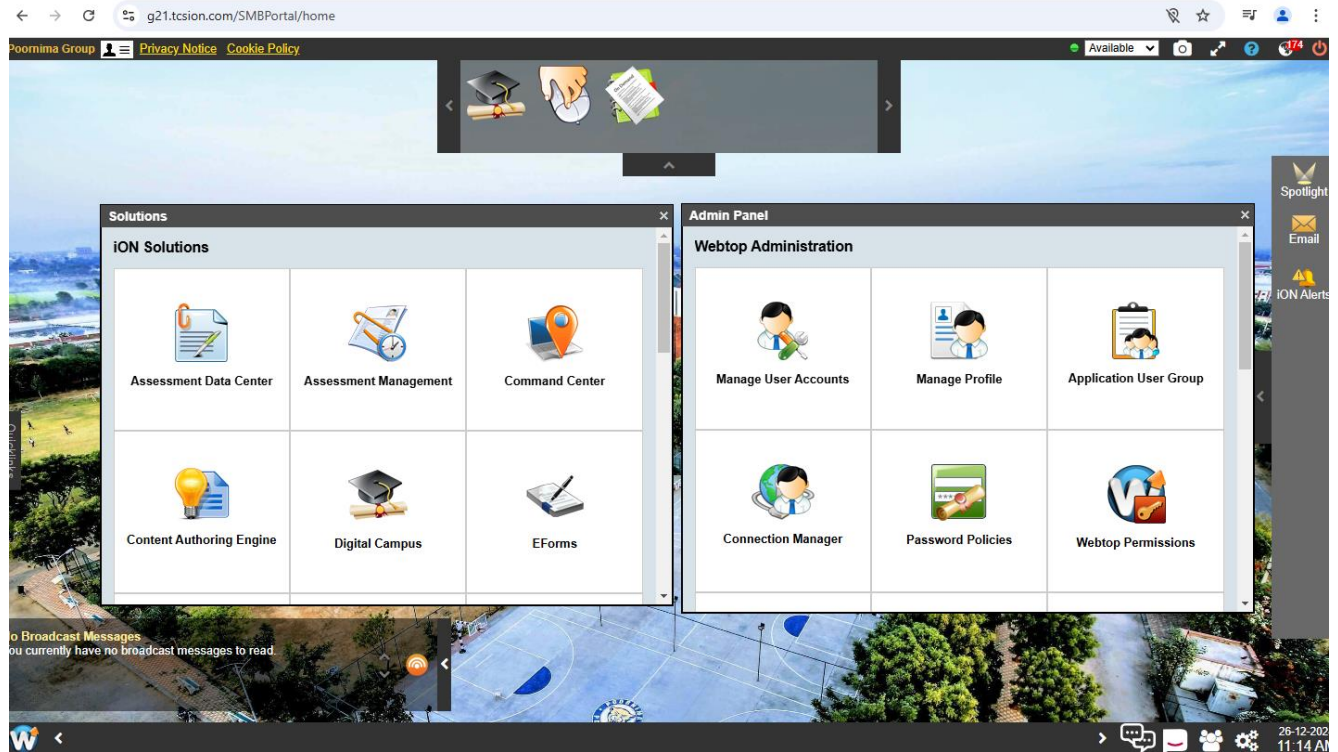 g21.tcsion.com/SMBPortal/home
Poornima Group Privacy Notice Cookie Policy
Available 174
Spotlight
Email
iON Alerts
Solutions
iON Solutions
Assessment Data Center Assessment Management Command Center
Content Authoring Engine Digital Campus EForms
Admin Panel
Webtop Administration
Manage User Accounts Manage Profile Application User Group
Connection Manager Password Policies Webtop Permissions
Quicklinks
o Broadcast Messages
ou currently have no broadcast messages to read.
26-12-202
11:14 AM